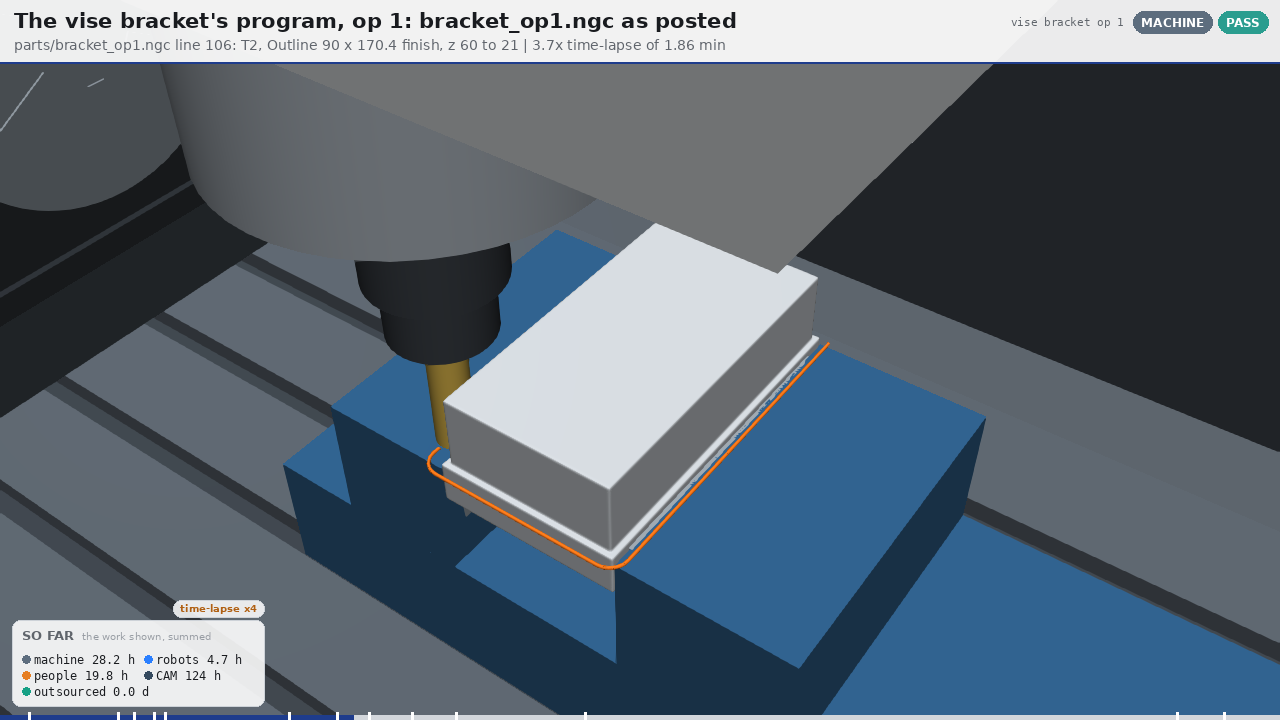 The vise bracket's program, op 1: bracket_op1.ngc as posted
parts/bracket_op1.ngc line 106: T2, Outline 90 x 170.4 finish, z 60 to 21 | 3.7x time-lapse of 1.86 min
vise bracket op 1 MACHINE PASS
time-lapse x4
SO FAR the work shown, summed
machine 28.2 h robots 4.7 h
people 19.8 h CAM 124 h
outsourced 0.0 d